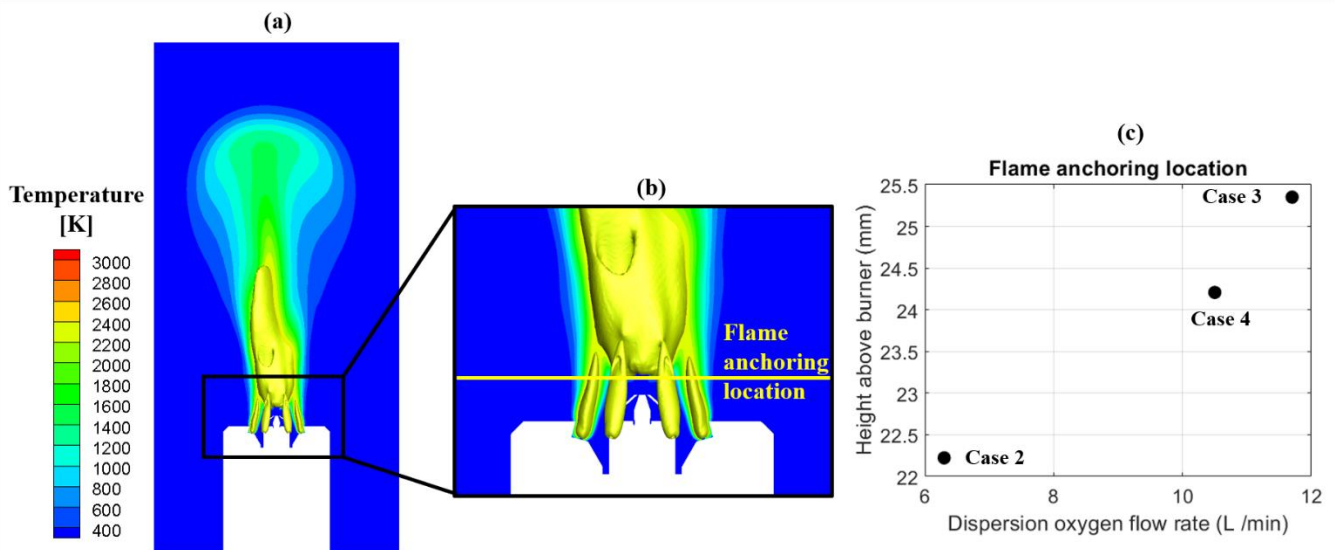 (a)
Temperature
[K]
3000
2800
2600
2400
2200
2000
1800
1600
1400
1200
1000
800
600
400
(b)
Flame
anchoring
location
(c)
Flame anchoring location
Height above burner (mm)
25.5
25
24.5
24
23.5
23
22.5
22
Case 3
Case 4
Case 2
6
8
10
12
Dispersion oxygen flow rate (L /min)